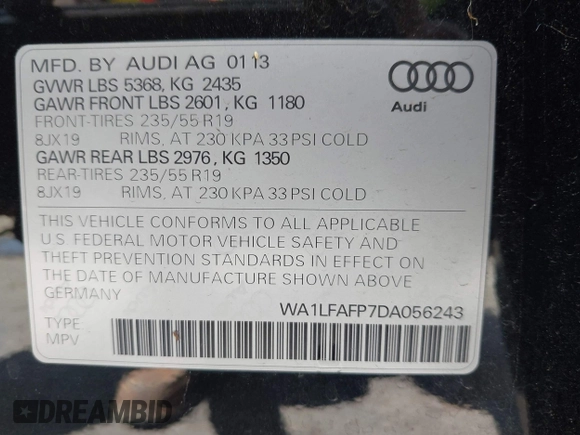 MFD. BY AUDI AG 01 13
GVWR LBS 5368, KG 2435
GAWR FRONT LBS 2601, KG 1180
FRONT-TIRES 235/55 R19
8JX19 RIMS, AT 230 KPA 33 PSI COLD
GAWR REAR LBS 2976, KG 1350
REAR-TIRES 235/55 R19
8JX19 RIMS, AT 230 KPA 33 PSI COLD
Audi
THIS VEHICLE CONFORMS TO ALL APPLICABLE
U.S. FEDERAL MOTOR VEHICLE SAFETY AND
THEFT PREVENTION STANDARDS IN EFFECT ON
THE DATE OF MANUFACTURE SHOWN ABOVE
GERMANY
WA1LFAFP7DA056243
TYPE
MPV
DREAMBID